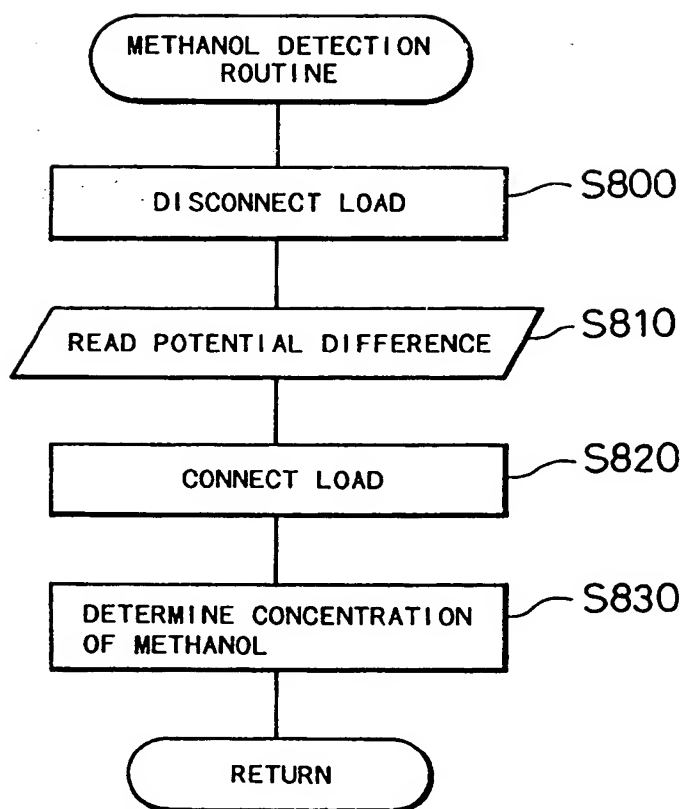 METHANOL DETECTION
ROUTINE
DISCONNECT LOAD
S800
READ POTENTIAL DIFFERENCE
S810
CONNECT LOAD
S820
DETERMINE CONCENTRATION
OF METHANOL
S830
RETURN